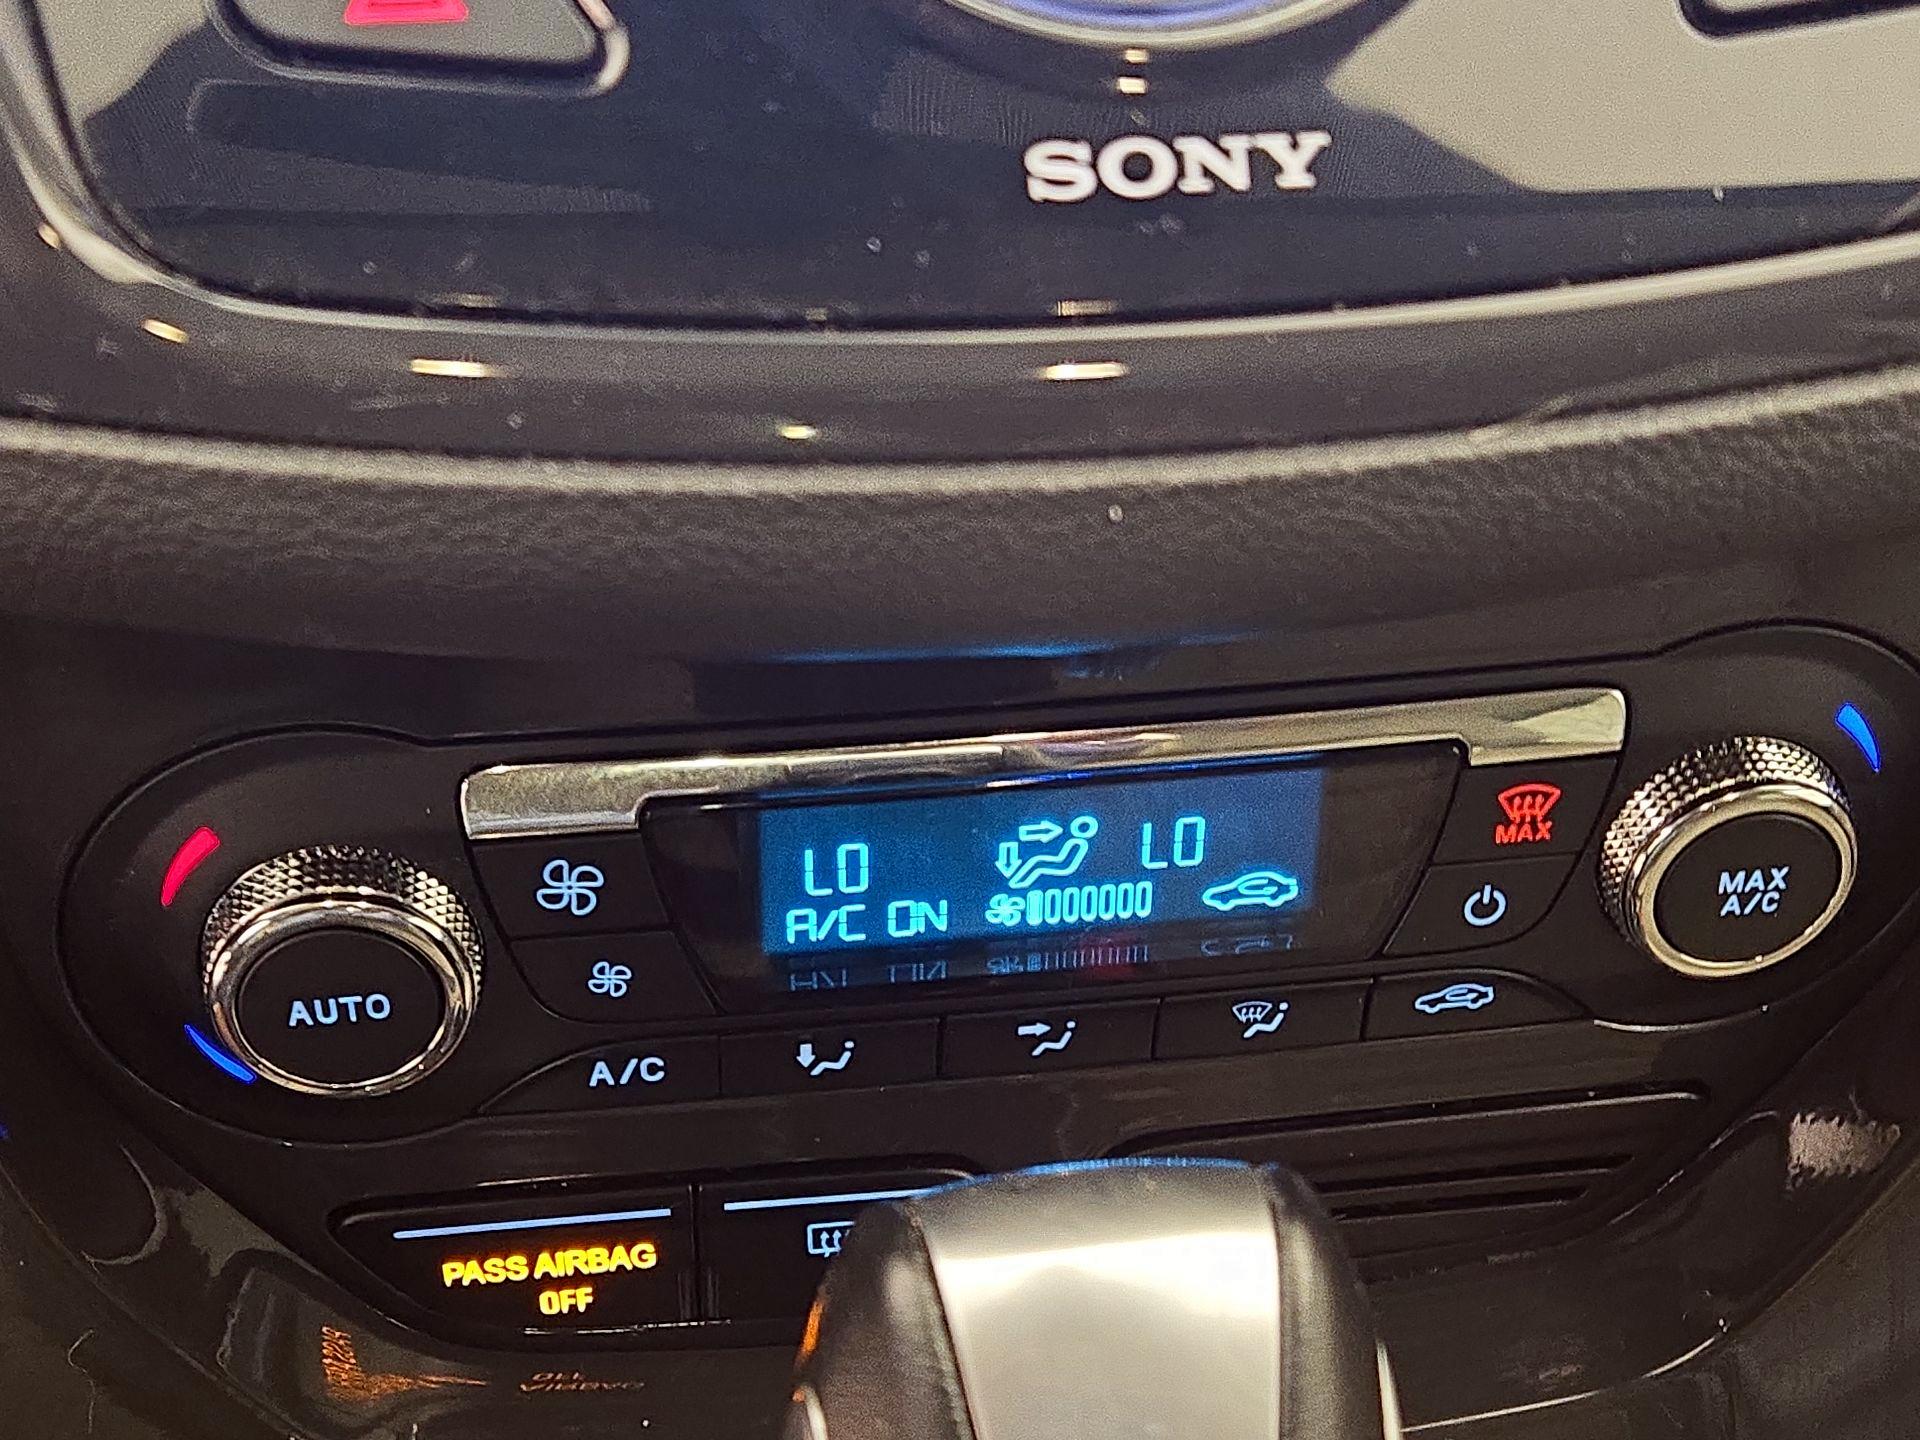 SONY
LO LO
A/C ON
MAX
MAX
A/C
AUTO
A/C
PASS AIRBAG
OFF